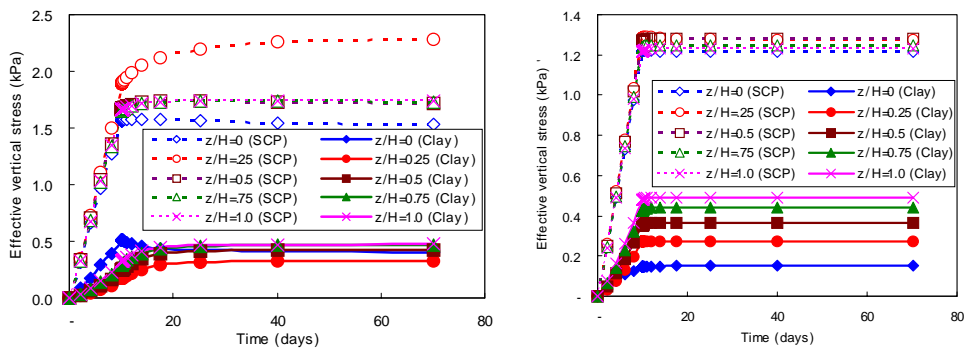 Effective vertical stress (kPa)
2.5
2.0
1.5
1.0
0.5
0.0
z/H=0 (SCP)
z/H=0 (Clay)
z/H=.25 (SCP)
z/H=0.25 (Clay)
z/H=0.5 (SCP)
z/H=0.5 (Clay)
z/H=.75 (SCP)
z/H=0.75 (Clay)
z/H=1.0 (SCP)
z/H=1.0 (Clay)
- 20 40 60 80
Time (days)
Effective vertical stress (kPa) '
1.4
1.2
1.0
0.8
0.6
0.4
0.2
-
z/H=0 (SCP)
z/H=0 (Clay)
z/H=.25 (SCP)
z/H=0.25 (Clay)
z/H=0.5 (SCP)
z/H=0.5 (Clay)
z/H=.75 (SCP)
z/H=0.75 (Clay)
z/H=1.0 (SCP)
z/H=1.0 (Clay)
- 20 40 60 80
Time (days)